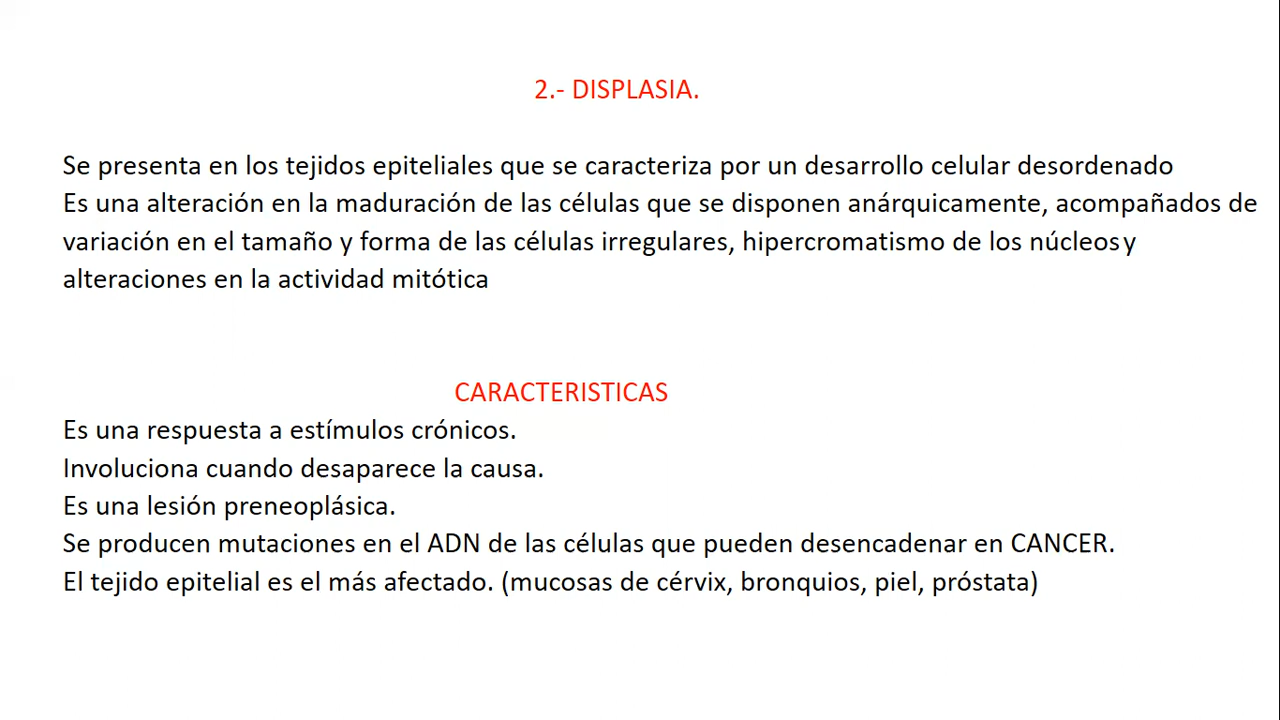 2.- DISPLASIA.
Se presenta en los tejidos epiteliales que se caracteriza por un desarrollo celular desordenado
Es una alteración en la maduración de las células que se disponen anárquicamente, acompañados de
variación en el tamaño y forma de las células irregulares, hipercromatismo de los núcleos y
alteraciones en la actividad mitótica
CARACTERISTICAS
Es una respuesta a estímulos crónicos.
Involuciona cuando desaparece la causa.
Es una lesión preneoplásica.
Se producen mutaciones en el ADN de las células que pueden desencadenar en CANCER.
El tejido epitelial es el más afectado. (mucosas de cérvix, bronquios, piel, próstata)